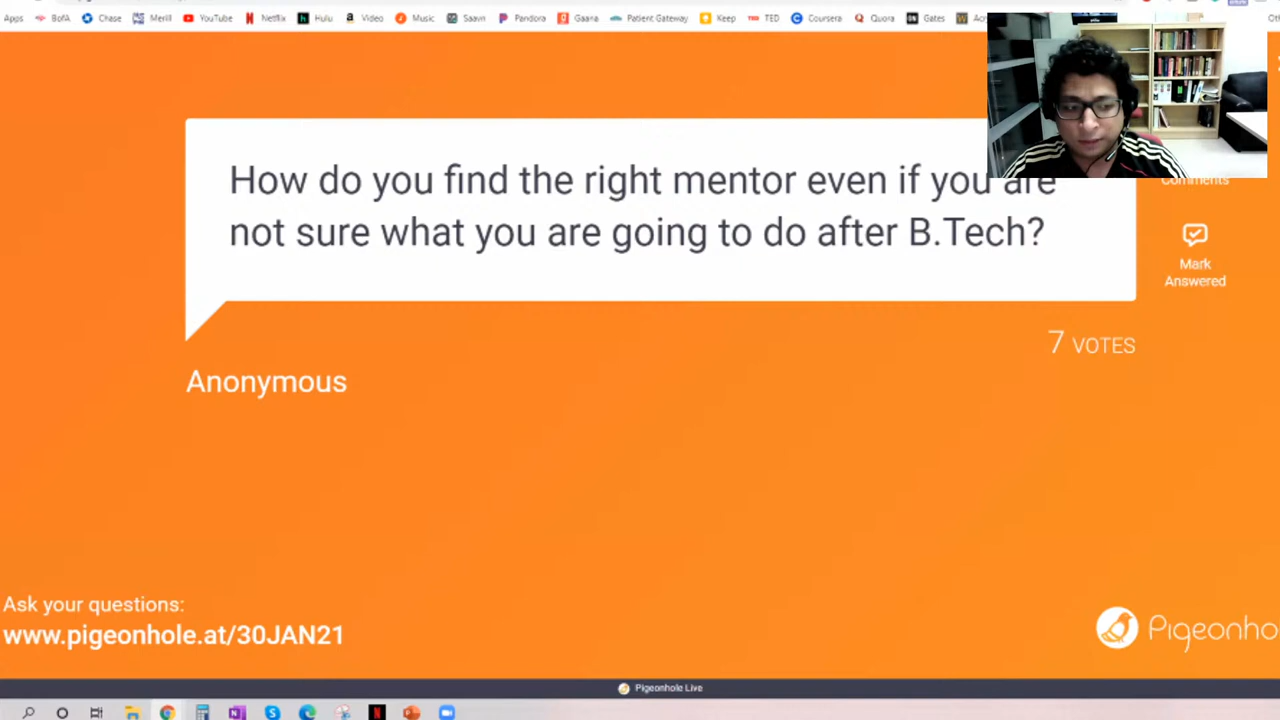 Apps BofA Chase Merill YouTube Netflix Hulu Video Music Saavn Pandora Gaana Patient Gateway Keep TED Coursera Quora Gates
How do you find the right mentor even if you are
not sure what you are going to do after B.Tech?
Comments
Mark
Answered
7 VOTES
Anonymous
Ask your questions:
www.pigeonhole.at/30JAN21
Pigeonho
Pigeonhole Live